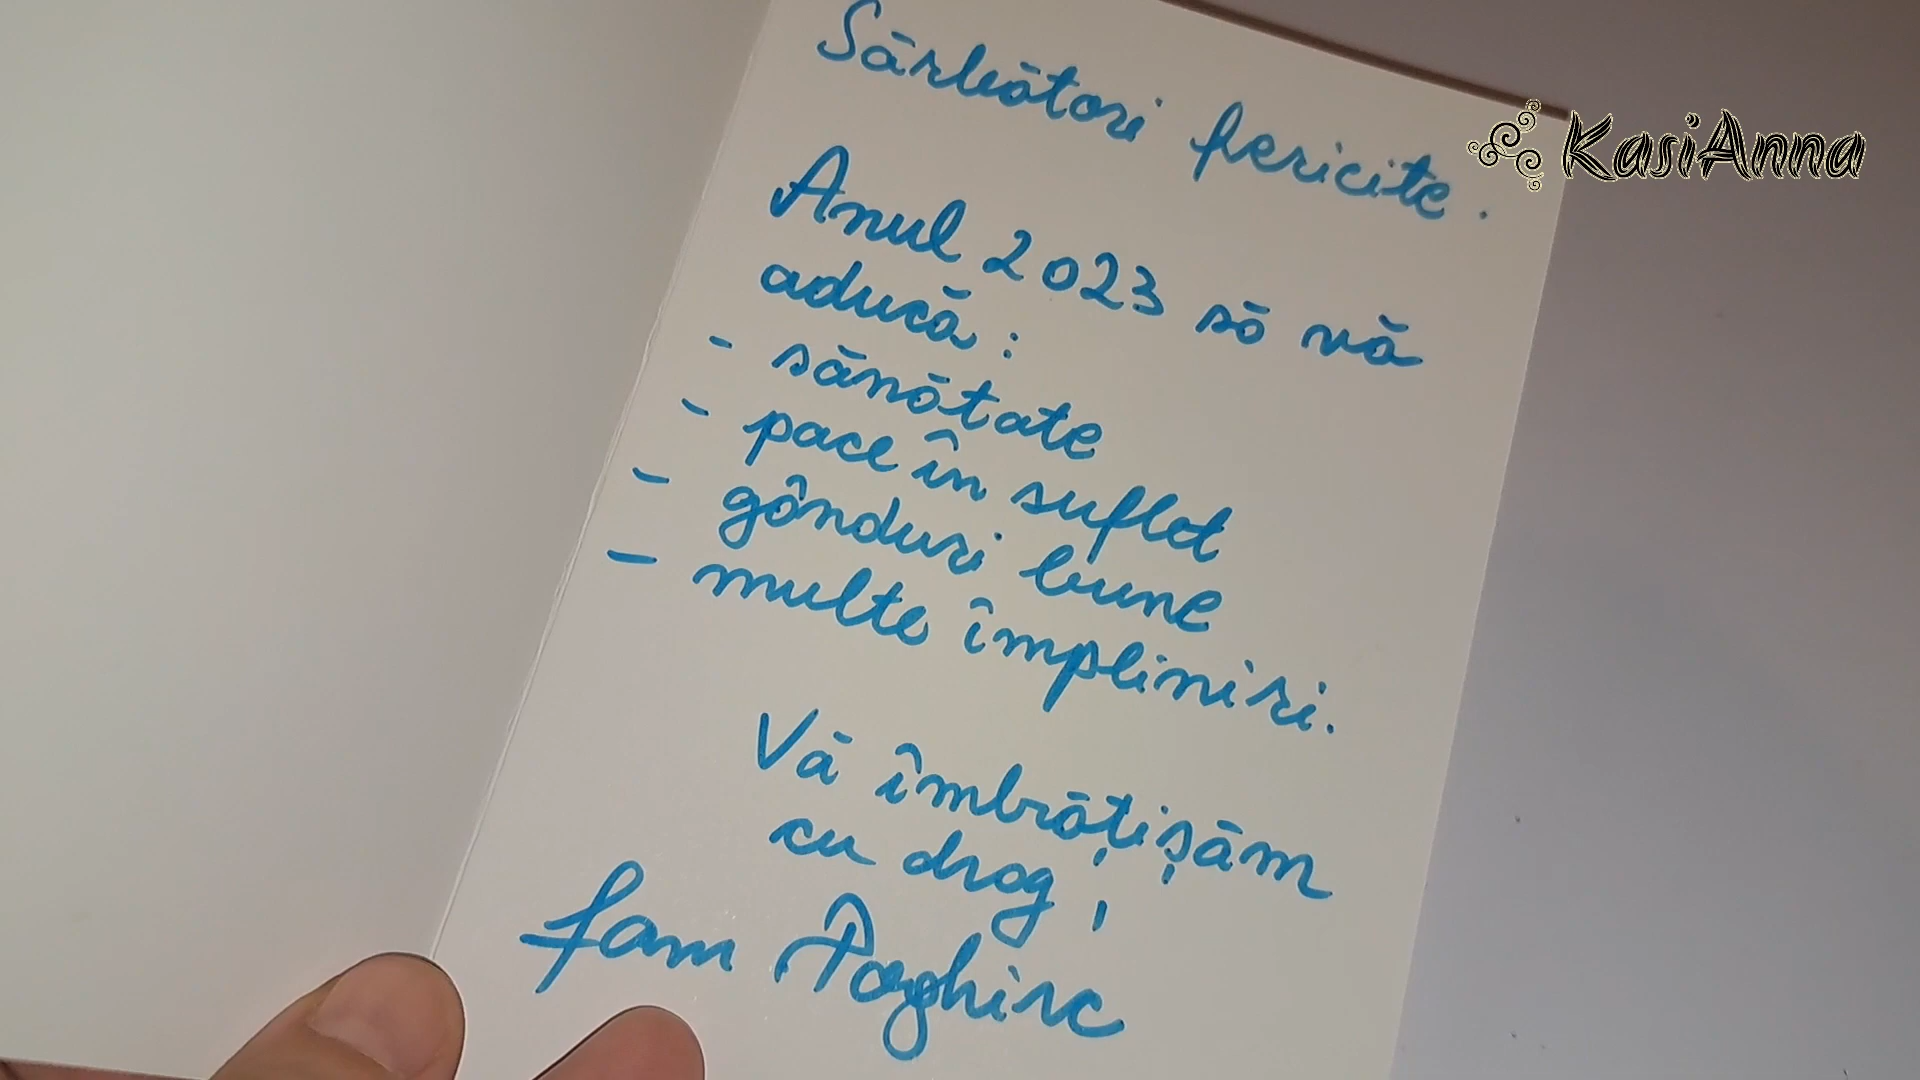 Sărbători fericite.
KasiAnna
Anul 2023 să vă
aducă:
- sănătate
- pace în suflet
- gânduri bune
- multe împliniri.
Vă îmbrățișăm
cu drag,
fam Poghirc